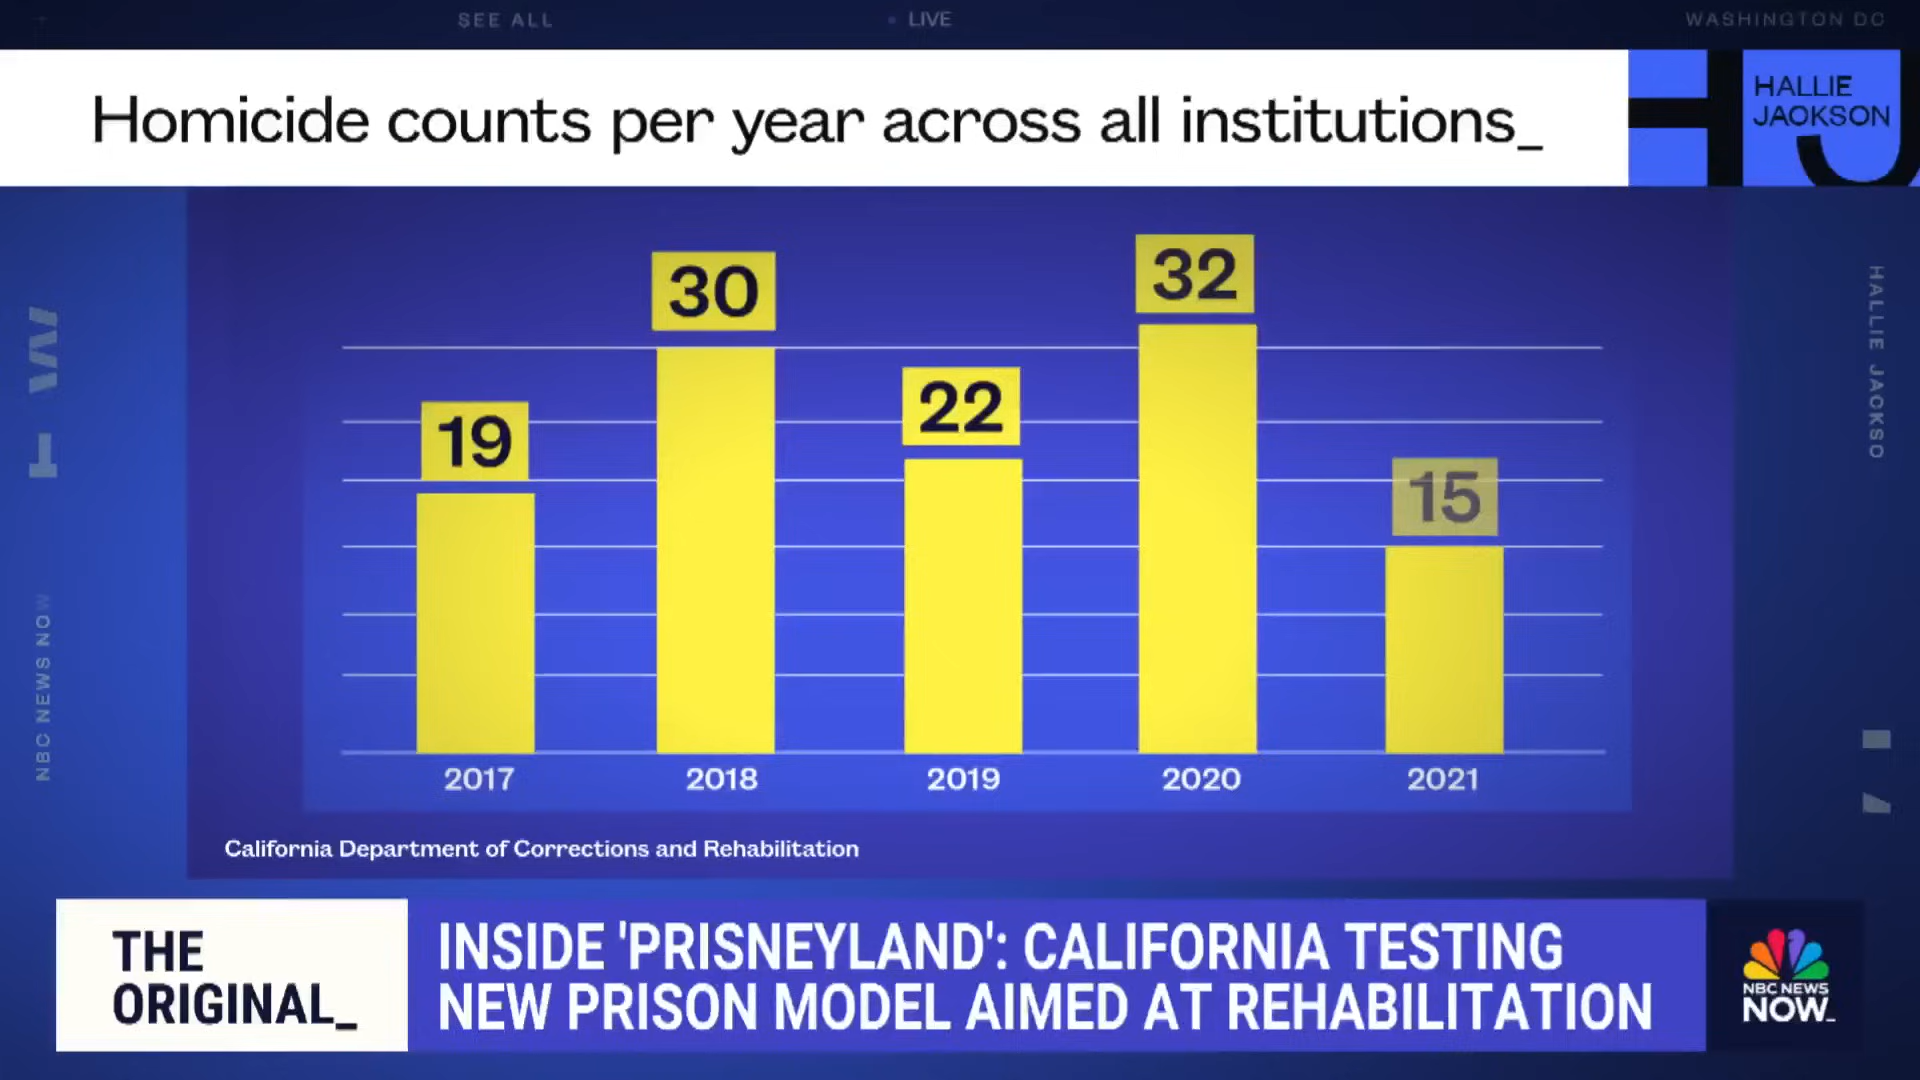 SEE ALL
LIVE
WASHINGTON DC
Homicide counts per year across all institutions_
HALLIE
JACKSON
30
32
19
22
15
2017
2018
2019
2020
2021
California Department of Corrections and Rehabilitation
HALLIE JACKSO
NBC NEWS NOW
THE
ORIGINAL_
INSIDE 'PRISNEYLAND': CALIFORNIA TESTING
NEW PRISON MODEL AIMED AT REHABILITATION
NBC NEWS
NOW_